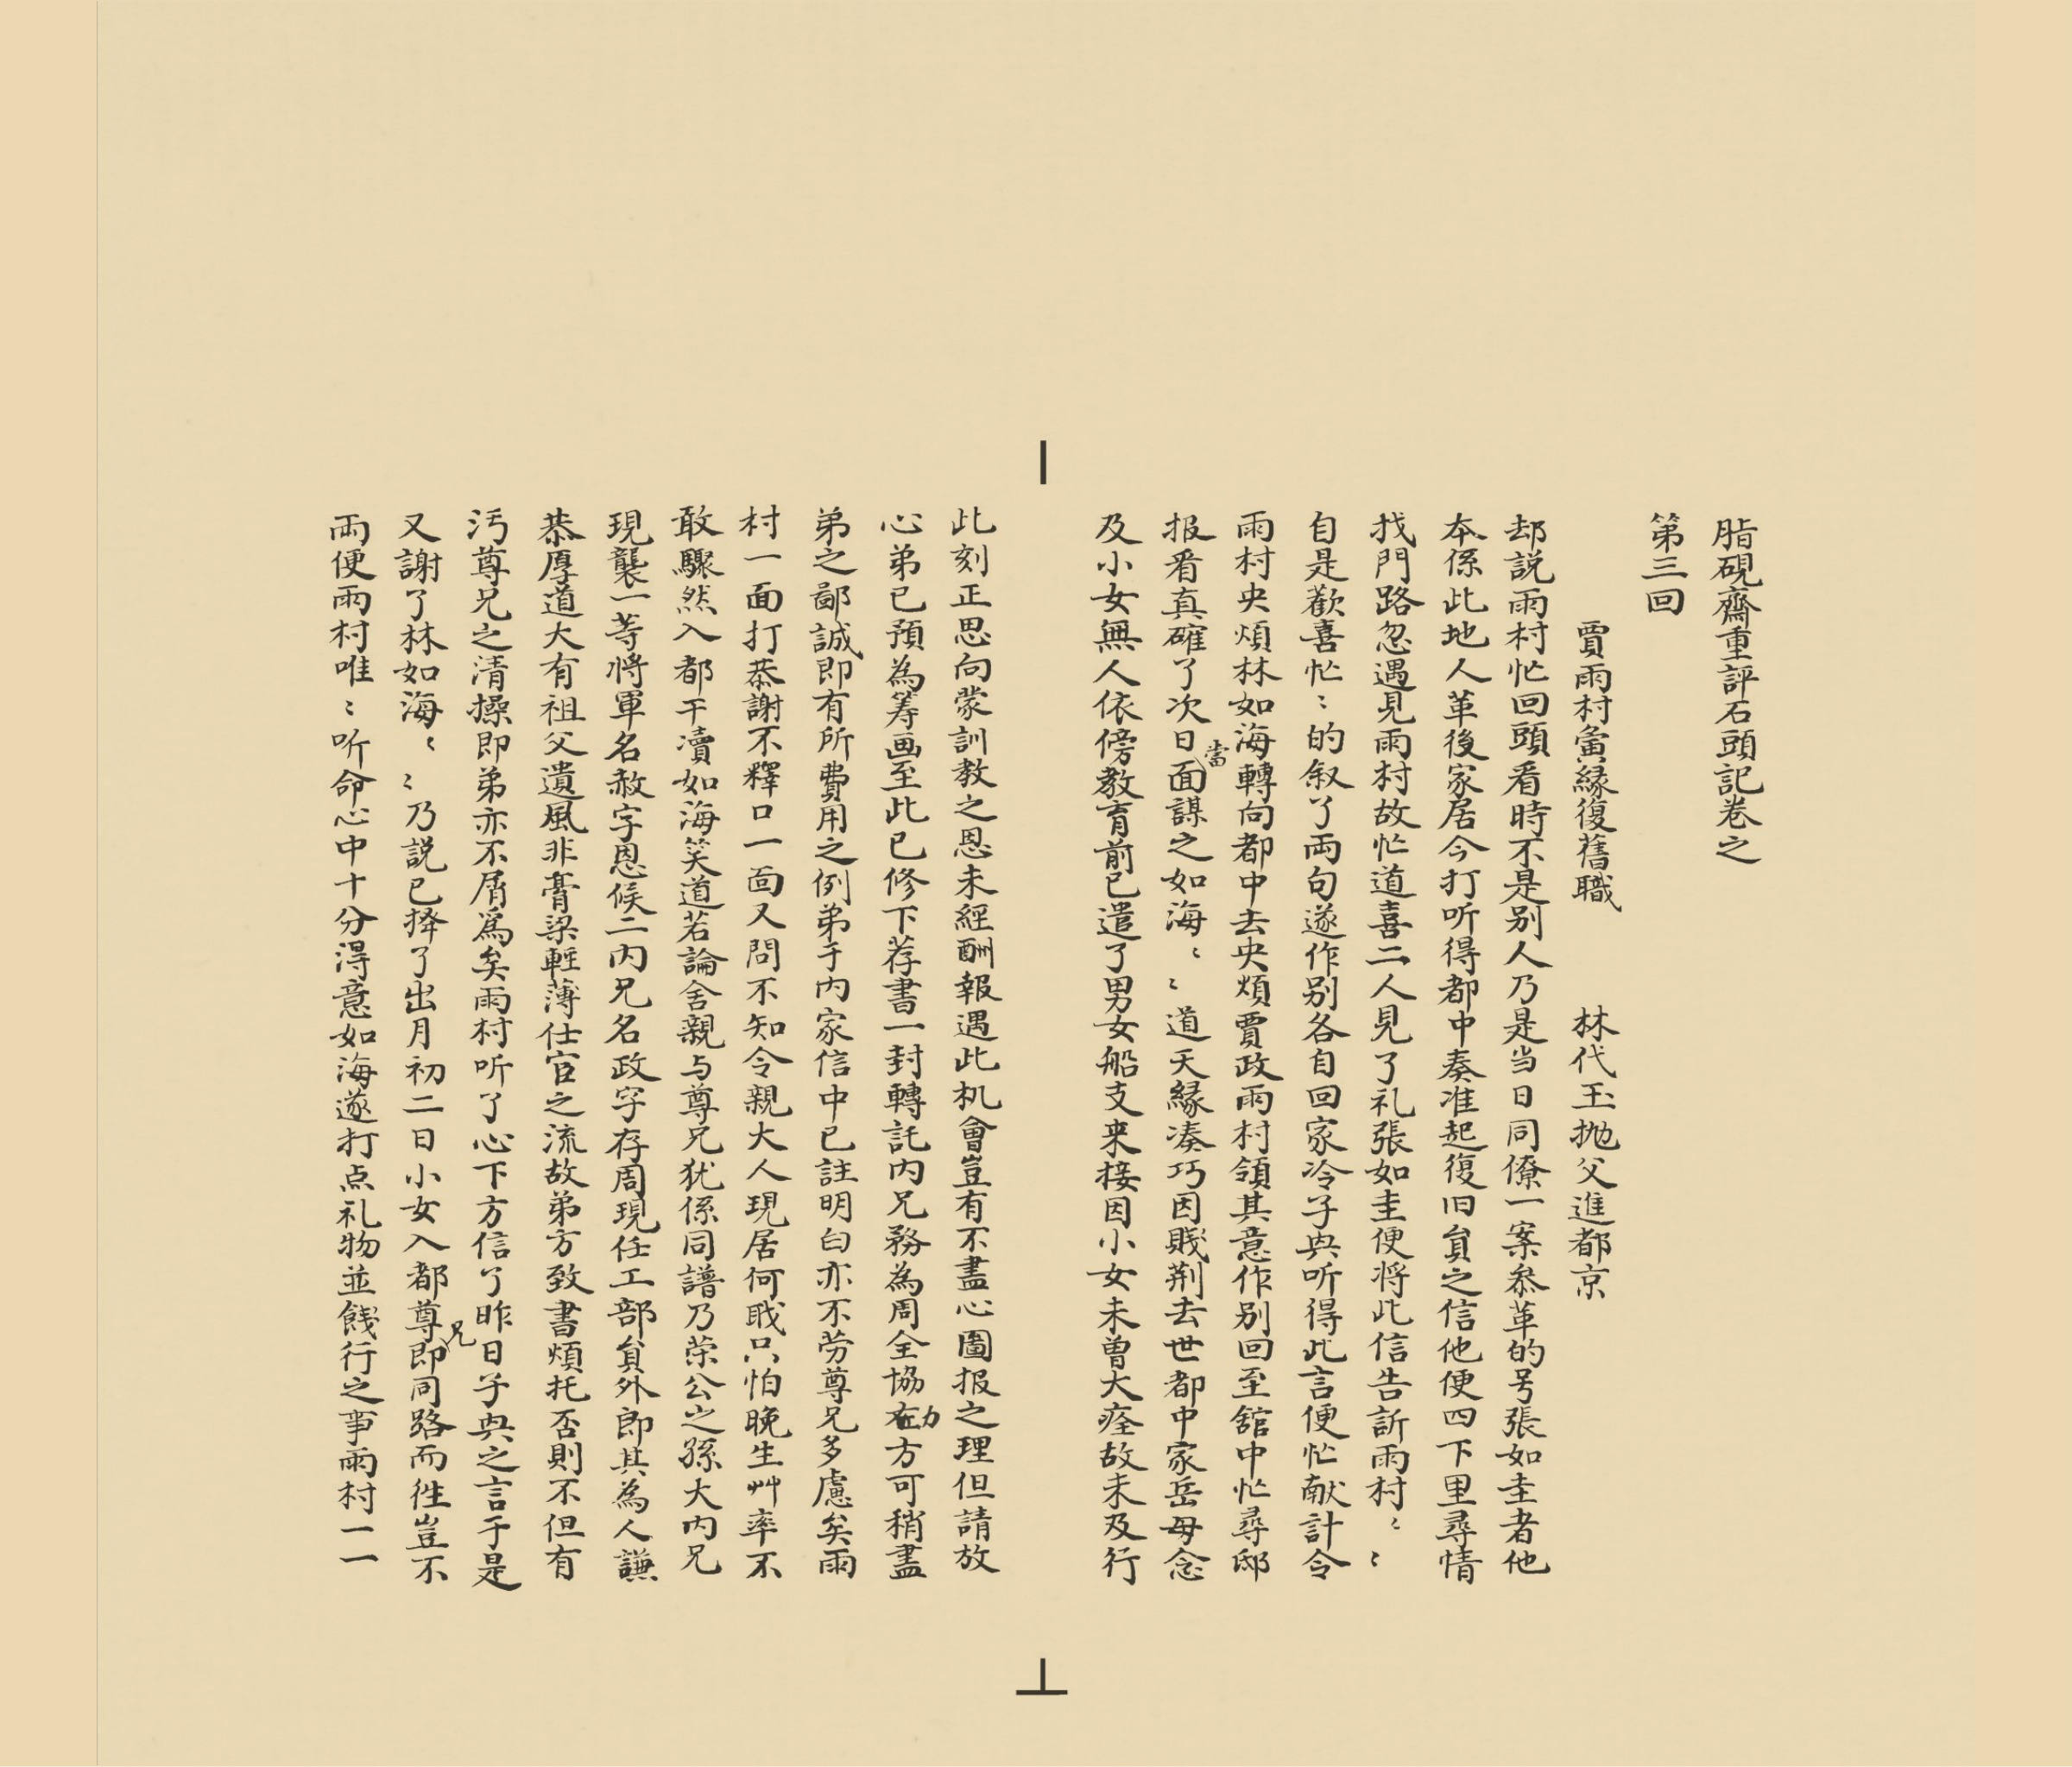 脂硯齋重評石頭記卷之
第三回
賈雨村夤緣復舊職　林代玉抛父進都京
却説雨村忙回頭看時不是别人乃是当日同僚一案叅革的号張如圭者他
本係此地人革後家居今打听得都中奏准起復旧員之信他便四下里尋情
找門路忽遇見雨村故忙道喜二人見了礼張如圭便将此信告訴雨村〻〻
自是歡喜忙〻的叙了両句遂作别各自回家冷子興听得此言便忙献計令
雨村央煩林如海轉向都中去央煩賈政雨村領其意作别回至舘中忙尋邸
报看真確了次日當面謀之如海〻〻道天緣凑巧因賤荆去世都中家岳母念
及小女無人依傍教育前已遣了男女船支来接因小女未曽大痊故未及行
此刻正思向蒙訓教之恩未經酬報遇此机會豈有不盡心圖报之理但請放
心弟已預為筹画至此已修下荐書一封轉託内兄務為周全協力方可稍盡
弟之鄙誠即有所費用之例弟于内家信中已註明白亦不劳尊兄多慮矣雨
村一面打恭謝不釋口一面又問不知令親大人現居何戢只怕晚生艸率不
敢驟然入都干凟如海笑道若論舍親与尊兄犹係同譜乃荣公之孫大内兄
現襲一等将軍名赦字恩候二内兄名政字存周現任工部貟外郎其為人謙
恭厚道大有祖父遺風非膏粱輕薄仕宦之流故弟方致書煩托否則不但有
汚尊兄之清操即弟亦不屑爲矣雨村听了心下方信了昨日子興之言于是
又謝了林如海〻〻乃説已擇了出月初二日小女入都尊兄即同路而徃豈不
両便雨村唯〻听命心中十分淂意如海遂打点礼物並餞行之事雨村一一